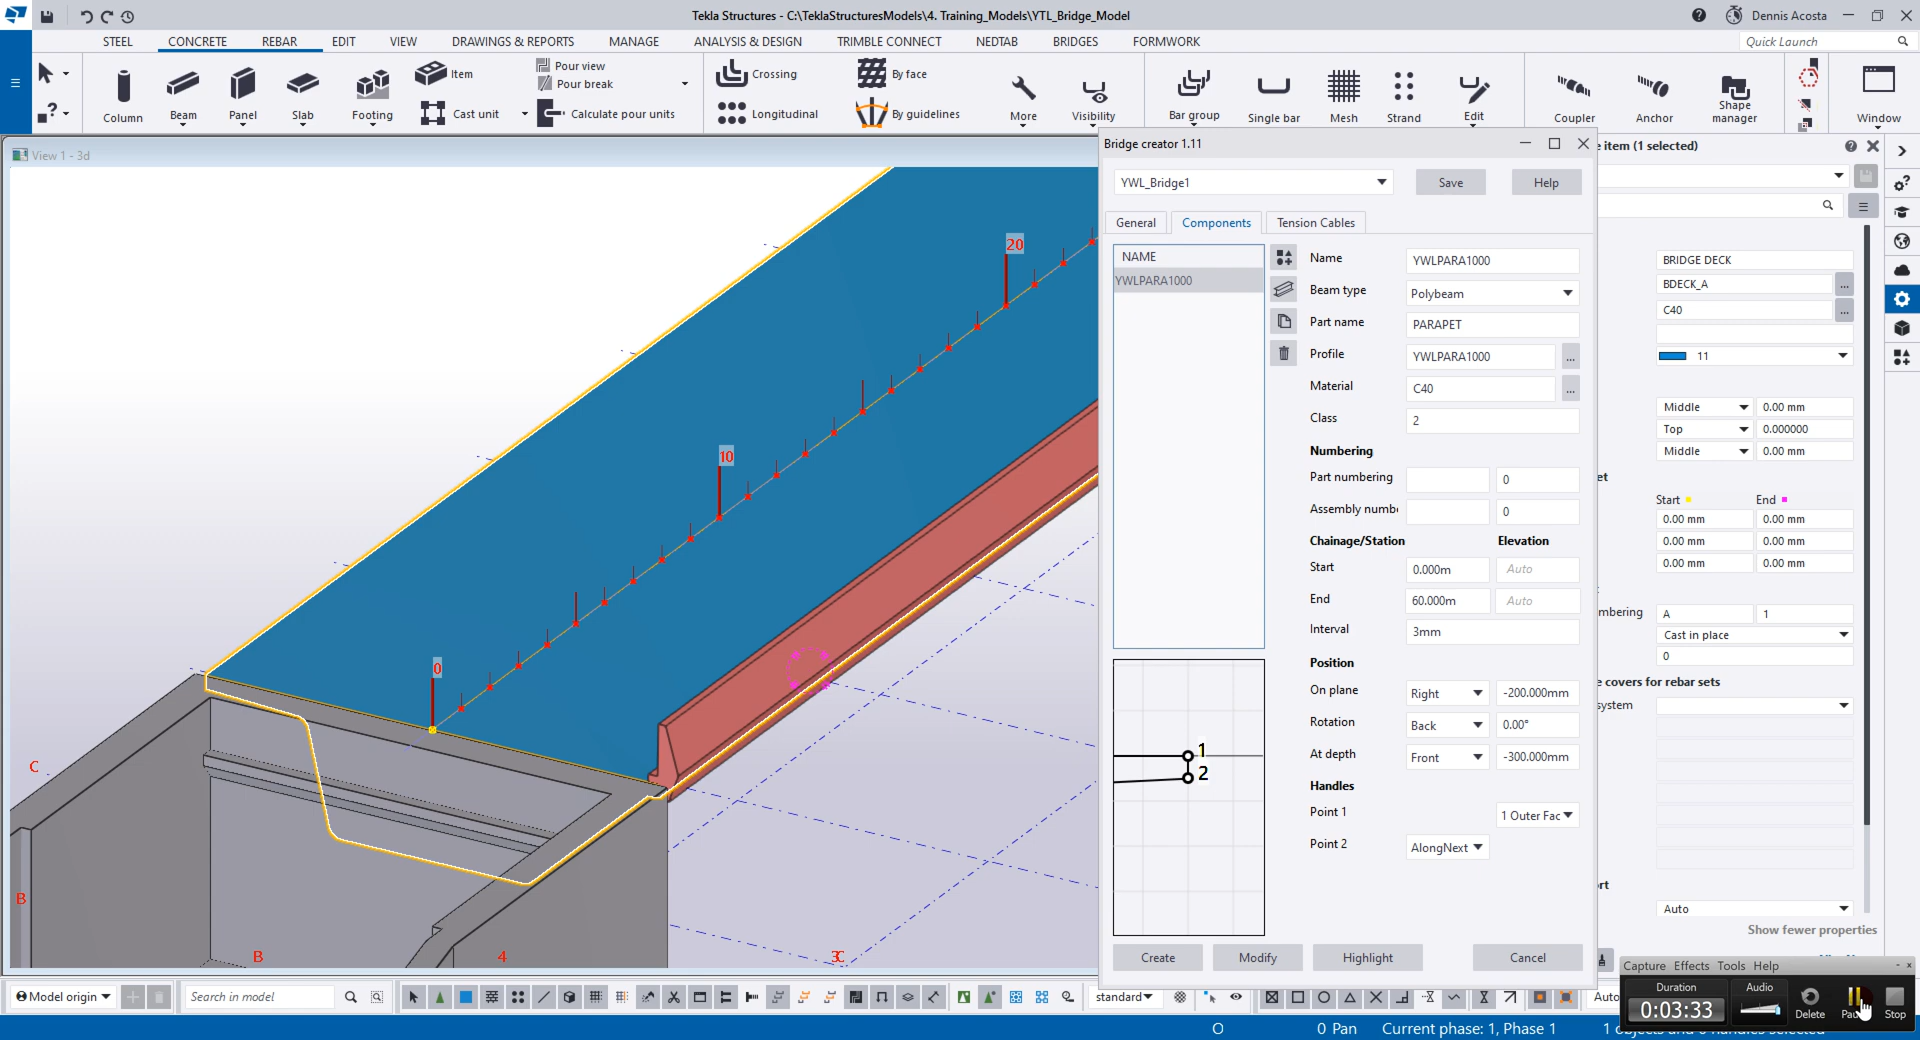 Tekla Structures - C:\TeklaStructuresModels\4. Training_Models\YTL_Bridge_Model
Dennis Acosta
STEEL CONCRETE REBAR EDIT VIEW DRAWINGS & REPORTS MANAGE ANALYSIS & DESIGN TRIMBLE CONNECT NEDTAB BRIDGES FORMWORK
Quick Launch
Column Beam Panel Slab Footing
Item
Cast unit
Pour view
Pour break
Calculate pour units
Crossing
Longitudinal
By face
By guidelines
More Visibility Bar group Single bar Mesh Strand Edit Coupler Anchor Shape manager Window
View 1 - 3d
0
10
20
C
B
B
4
3C
Bridge creator 1.11
YWL_Bridge1 Save Help
General Components Tension Cables
NAME
YWLPARA1000
Name YWLPARA1000
Beam type Polybeam
Part name PARAPET
Profile YWLPARA1000 ...
Material C40 ...
Class 2
Numbering
Part numbering 0
Assembly numb 0
Chainage/Station Elevation
Start 0.000m Auto
End 60.000m Auto
Interval 3mm
Position
On plane Right -200.000mm
Rotation Back 0.00°
At depth Front -300.000mm
Handles
Point 1 1 Outer Fac
Point 2 AlongNext
1
2
Create Modify Highlight Cancel
item (1 selected)
BRIDGE DECK
BDECK_A ...
C40 ...
11
Middle 0.00 mm
Top 0.000000
Middle 0.00 mm
et
Start End
0.00 mm 0.00 mm
0.00 mm 0.00 mm
0.00 mm 0.00 mm
mbering A 1
Cast in place
0
e covers for rebar sets
system
rt
Auto
Show fewer properties
Capture Effects Tools Help
Duration
0:03:33
Audio
Delete
Stop
Model origin
Search in model
standard
Auto
O 0 Pan Current phase: 1, Phase 1